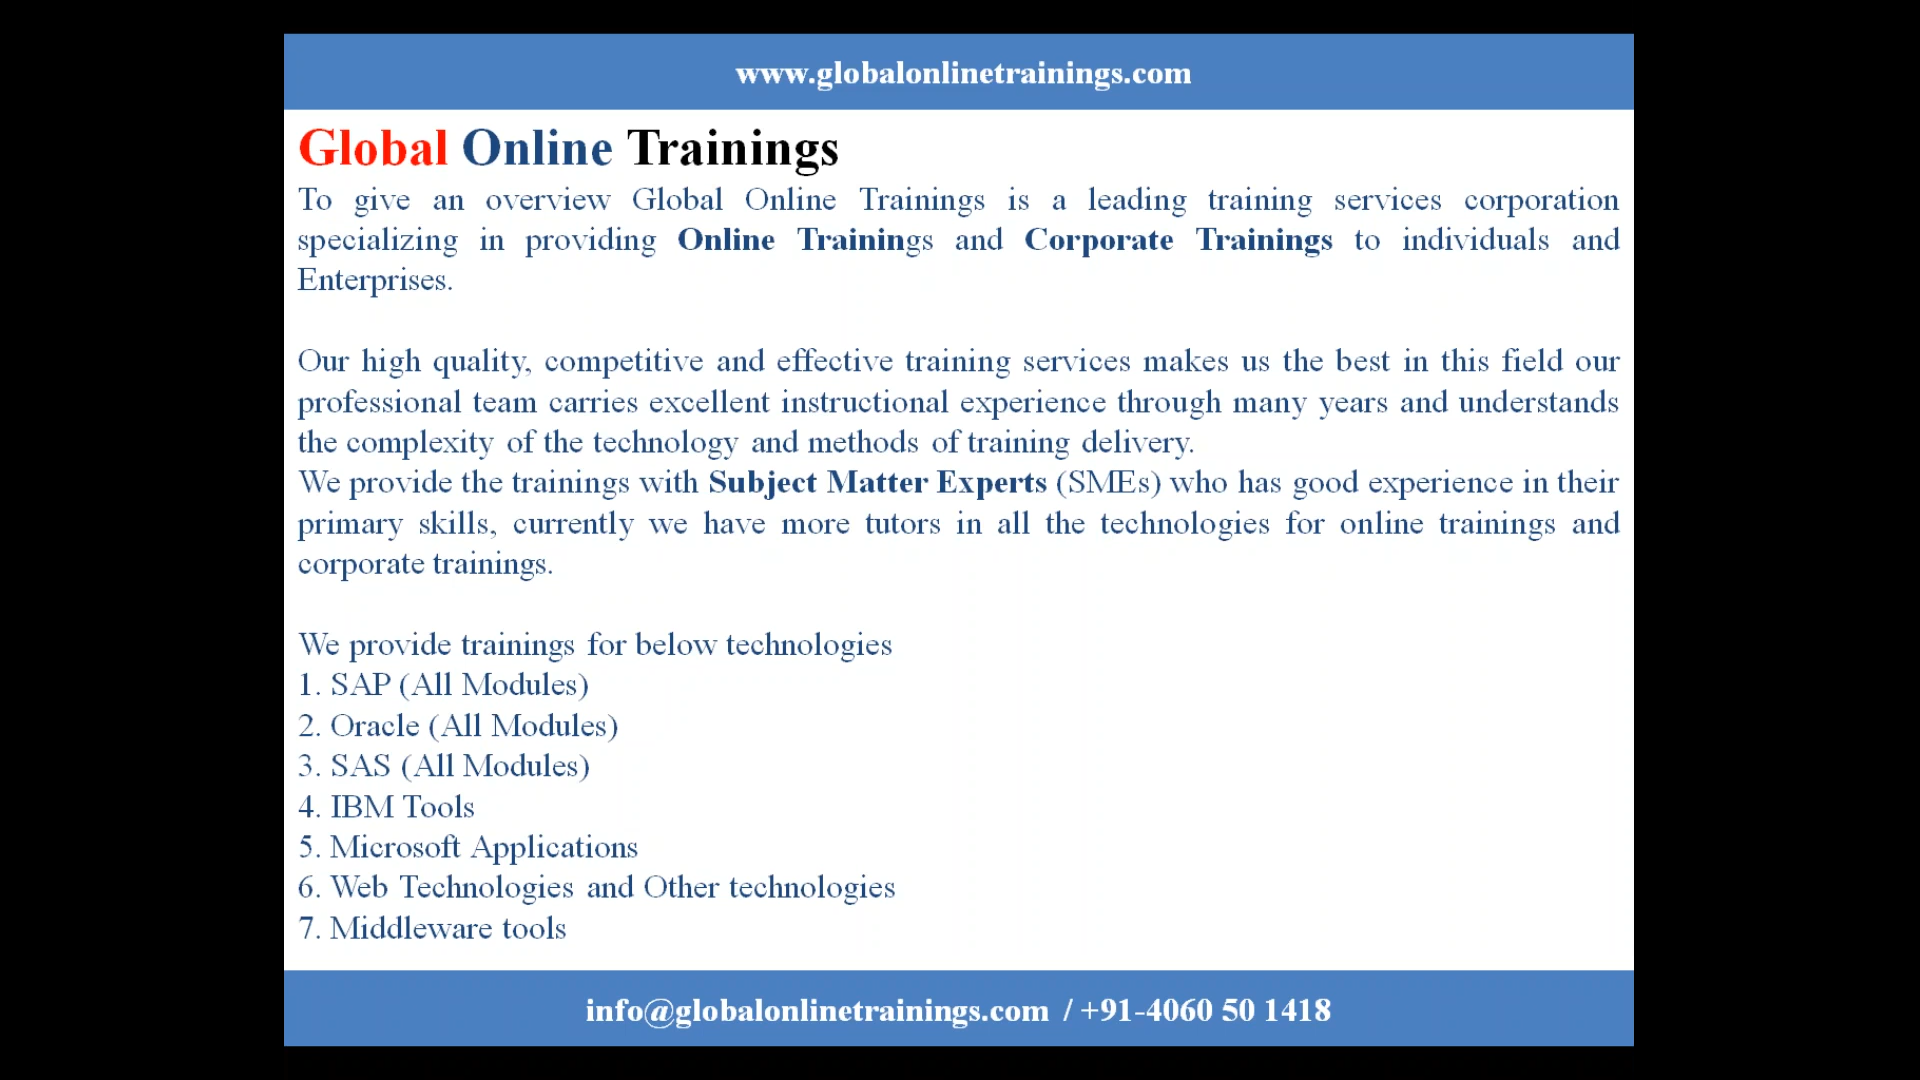 www.globalonlinetrainings.com
Global Online Trainings
To give an overview Global Online Trainings is a leading training services corporation
specializing in providing Online Trainings and Corporate Trainings to individuals and
Enterprises.
Our high quality, competitive and effective training services makes us the best in this field our
professional team carries excellent instructional experience through many years and understands
the complexity of the technology and methods of training delivery.
We provide the trainings with Subject Matter Experts (SMEs) who has good experience in their
primary skills, currently we have more tutors in all the technologies for online trainings and
corporate trainings.
We provide trainings for below technologies
1. SAP (All Modules)
2. Oracle (All Modules)
3. SAS (All Modules)
4. IBM Tools
5. Microsoft Applications
6. Web Technologies and Other technologies
7. Middleware tools
info@globalonlinetrainings.com / +91-4060 50 1418